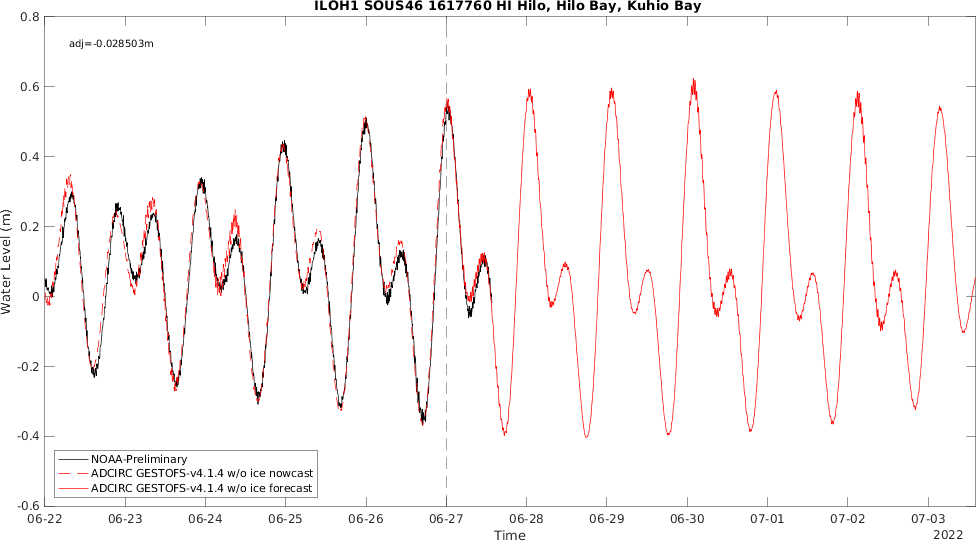 ILOH1 SOUS46 1617760 HI Hilo, Hilo Bay, Kuhio Bay
0.8
adj=-0.028503m
0.6
0.4
0.2
0
-0.2
-0.4
-0.6
Water Level (m)
NOAA-Preliminary
ADCIRC GESTOFS-v4.1.4 w/o ice nowcast
ADCIRC GESTOFS-v4.1.4 w/o ice forecast
06-22 06-23 06-24 06-25 06-26 06-27 06-28 06-29 06-30 07-01 07-02 07-03
Time
2022